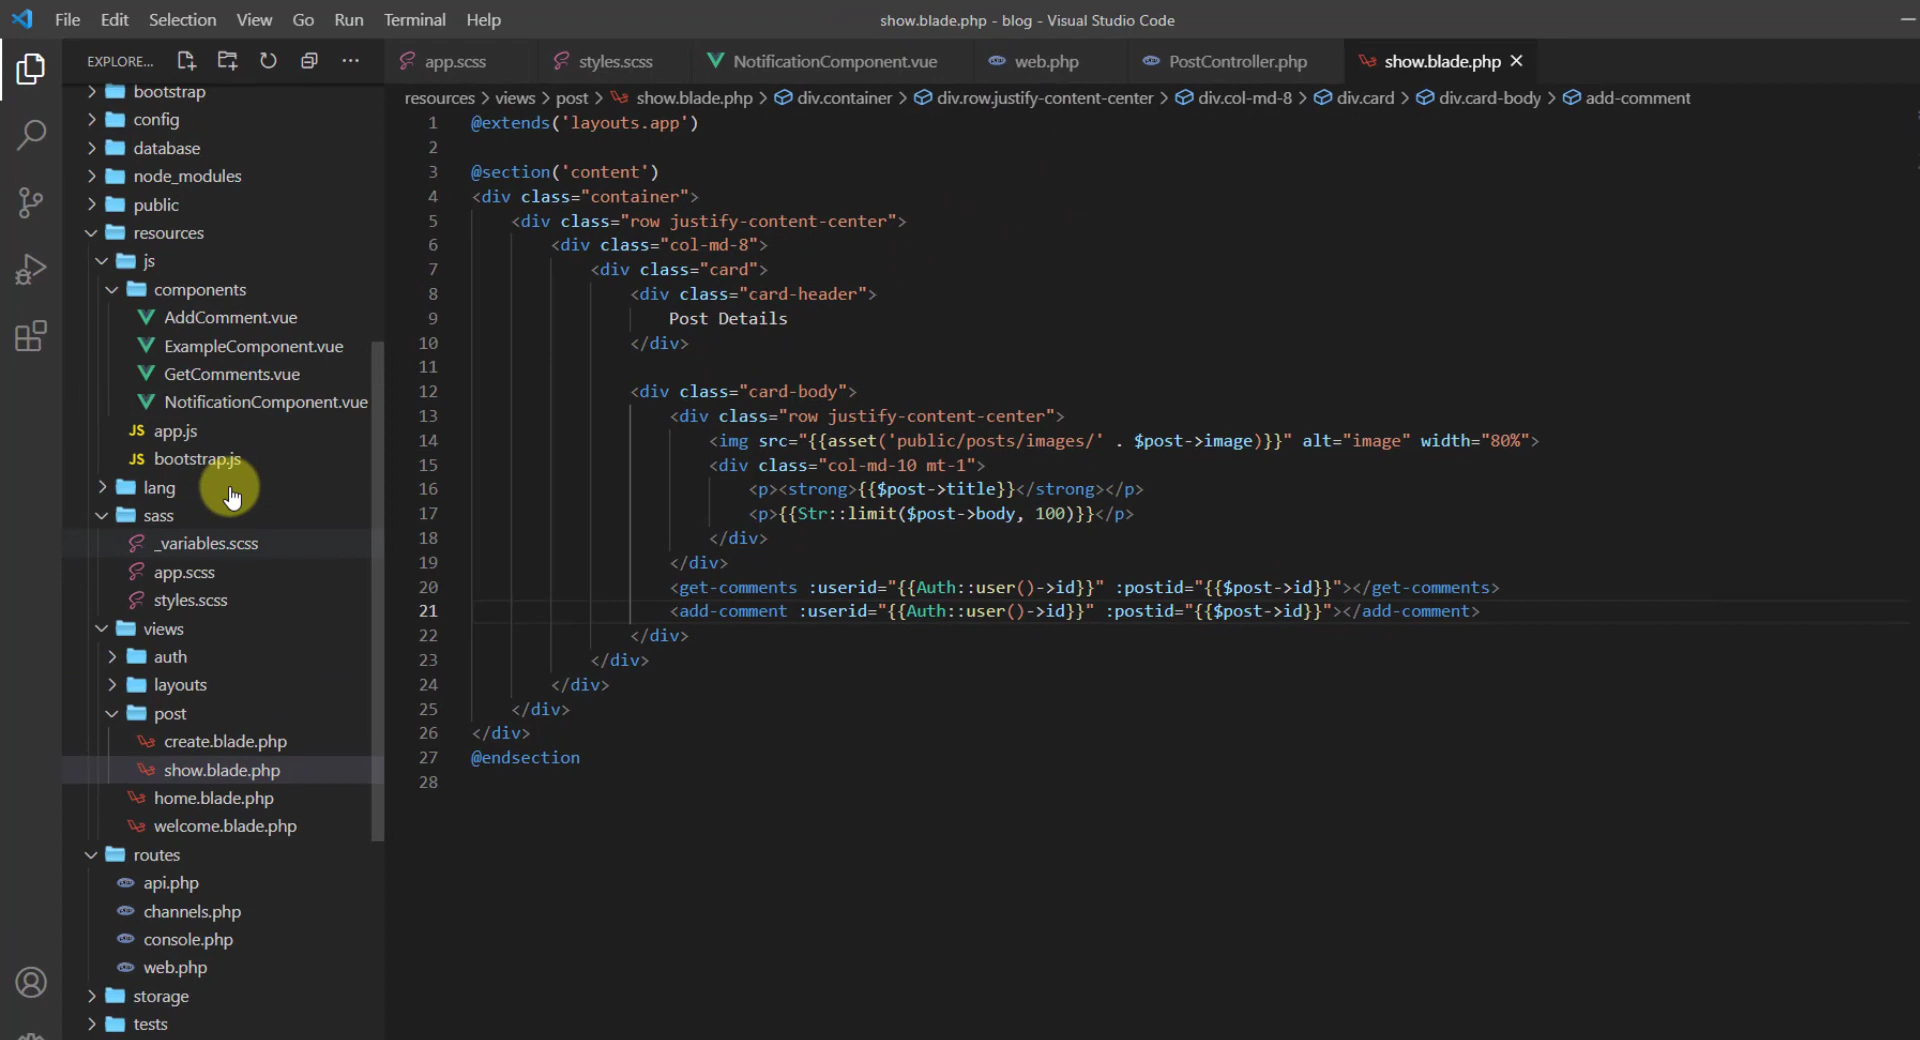 File Edit Selection View Go Run Terminal Help
show.blade.php - blog - Visual Studio Code
EXPLORE...
app.scss styles.scss NotificationComponent.vue web.php PostController.php show.blade.php
resources > views > post > show.blade.php > div.container > div.row.justify-content-center > div.col-md-8 > div.card > div.card-body > add-comment
bootstrap
config
database
node_modules
public
resources
js
components
AddComment.vue
ExampleComponent.vue
GetComments.vue
NotificationComponent.vue
JS app.js
JS bootstrap.js
lang
sass
_variables.scss
app.scss
styles.scss
views
auth
layouts
post
create.blade.php
show.blade.php
home.blade.php
welcome.blade.php
routes
api.php
channels.php
console.php
web.php
storage
tests
1 @extends('layouts.app')
2
3 @section('content')
4 <div class="container">
5 <div class="row justify-content-center">
6 <div class="col-md-8">
7 <div class="card">
8 <div class="card-header">
9 Post Details
10 </div>
11
12 <div class="card-body">
13 <div class="row justify-content-center">
14 <img src="{{asset('public/posts/images/' . $post->image)}}" alt="image" width="80%">
15 <div class="col-md-10 mt-1">
16 <p><strong>{{$post->title}}</strong></p>
17 <p>{{Str::limit($post->body, 100)}}</p>
18 </div>
19 </div>
20 <get-comments :userid="{{Auth::user()->id}}" :postid="{{$post->id}}"></get-comments>
21 <add-comment :userid="{{Auth::user()->id}}" :postid="{{$post->id}}"></add-comment>
22 </div>
23 </div>
24 </div>
25 </div>
26 </div>
27 @endsection
28